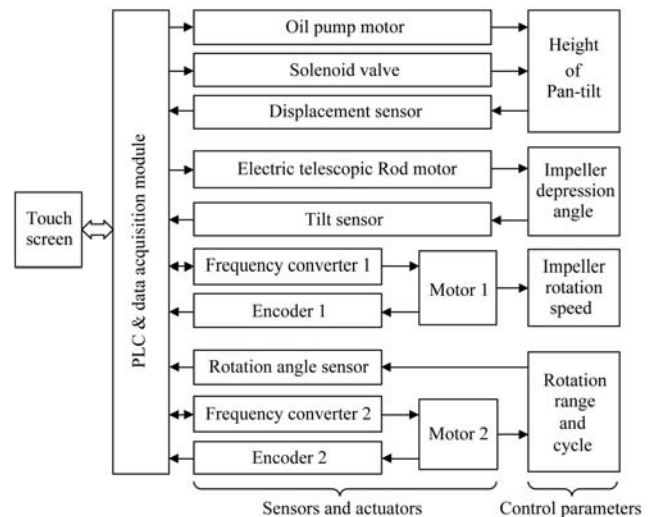 Touch
screen
PLC & data acquisition module
Oil pump motor
Solenoid valve
Displacement sensor
Height
of
Pan-tilt
Electric telescopic Rod motor
Tilt sensor
Impeller
depression
angle
Frequency converter 1
Encoder 1
Motor 1
Impeller
rotation
speed
Rotation angle sensor
Frequency converter 2
Encoder 2
Motor 2
Rotation
range
and
cycle
Sensors and actuators
Control parameters